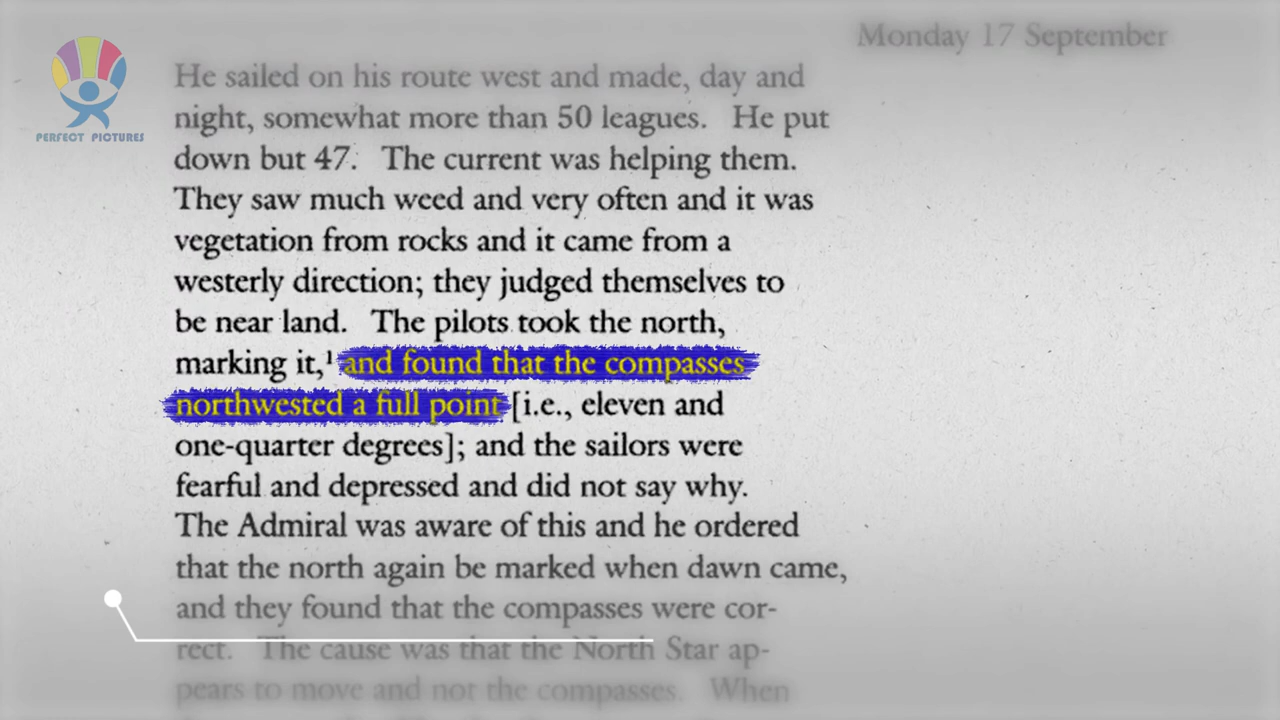 Monday 17 September
PERFECT PICTURES
He sailed on his route west and made, day and
night, somewhat more than 50 leagues. He put
down but 47. The current was helping them.
They saw much weed and very often and it was
vegetation from rocks and it came from a
westerly direction; they judged themselves to
be near land. The pilots took the north,
marking it,¹ and found that the compasses
northwested a full point [i.e., eleven and
one-quarter degrees]; and the sailors were
fearful and depressed and did not say why.
The Admiral was aware of this and he ordered
that the north again be marked when dawn came,
and they found that the compasses were cor-
rect. The cause was that the North Star ap-
pears to move and not the compasses. When